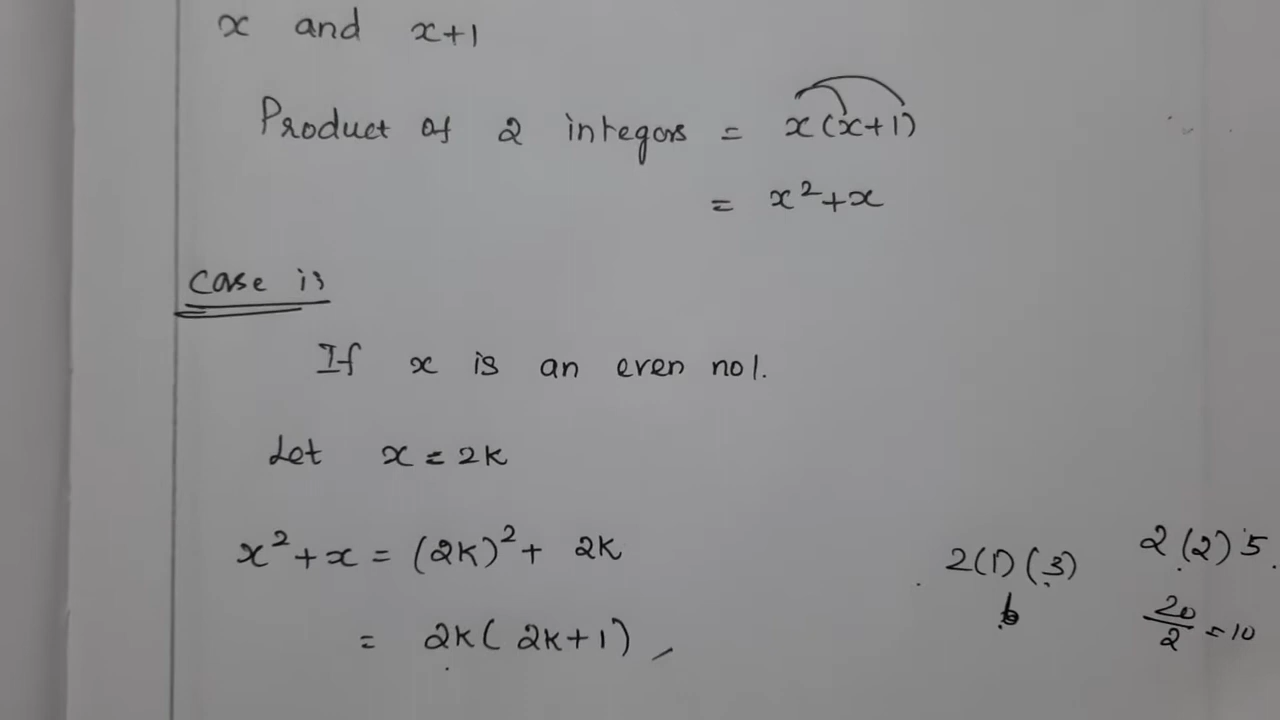 x and x+1
Product of 2 integers = x(x+1)
= x²+x
Case i)
If x is an even no/.
Let x = 2k
x²+x = (2k)²+ 2k
= 2k( 2k+1)
2(1)(3)
6
2(2)5
20/2 = 10